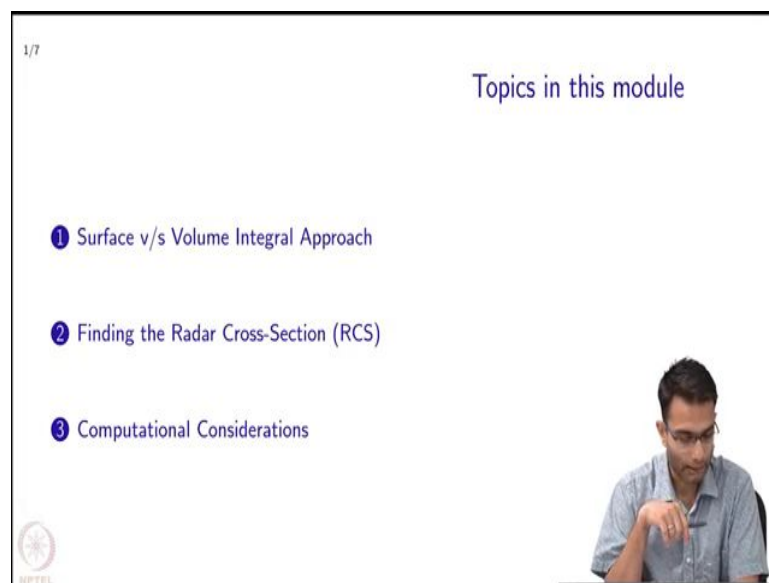 1/7
Topics in this module
1 Surface v/s Volume Integral Approach
2 Finding the Radar Cross-Section (RCS)
3 Computational Considerations
NPTEL